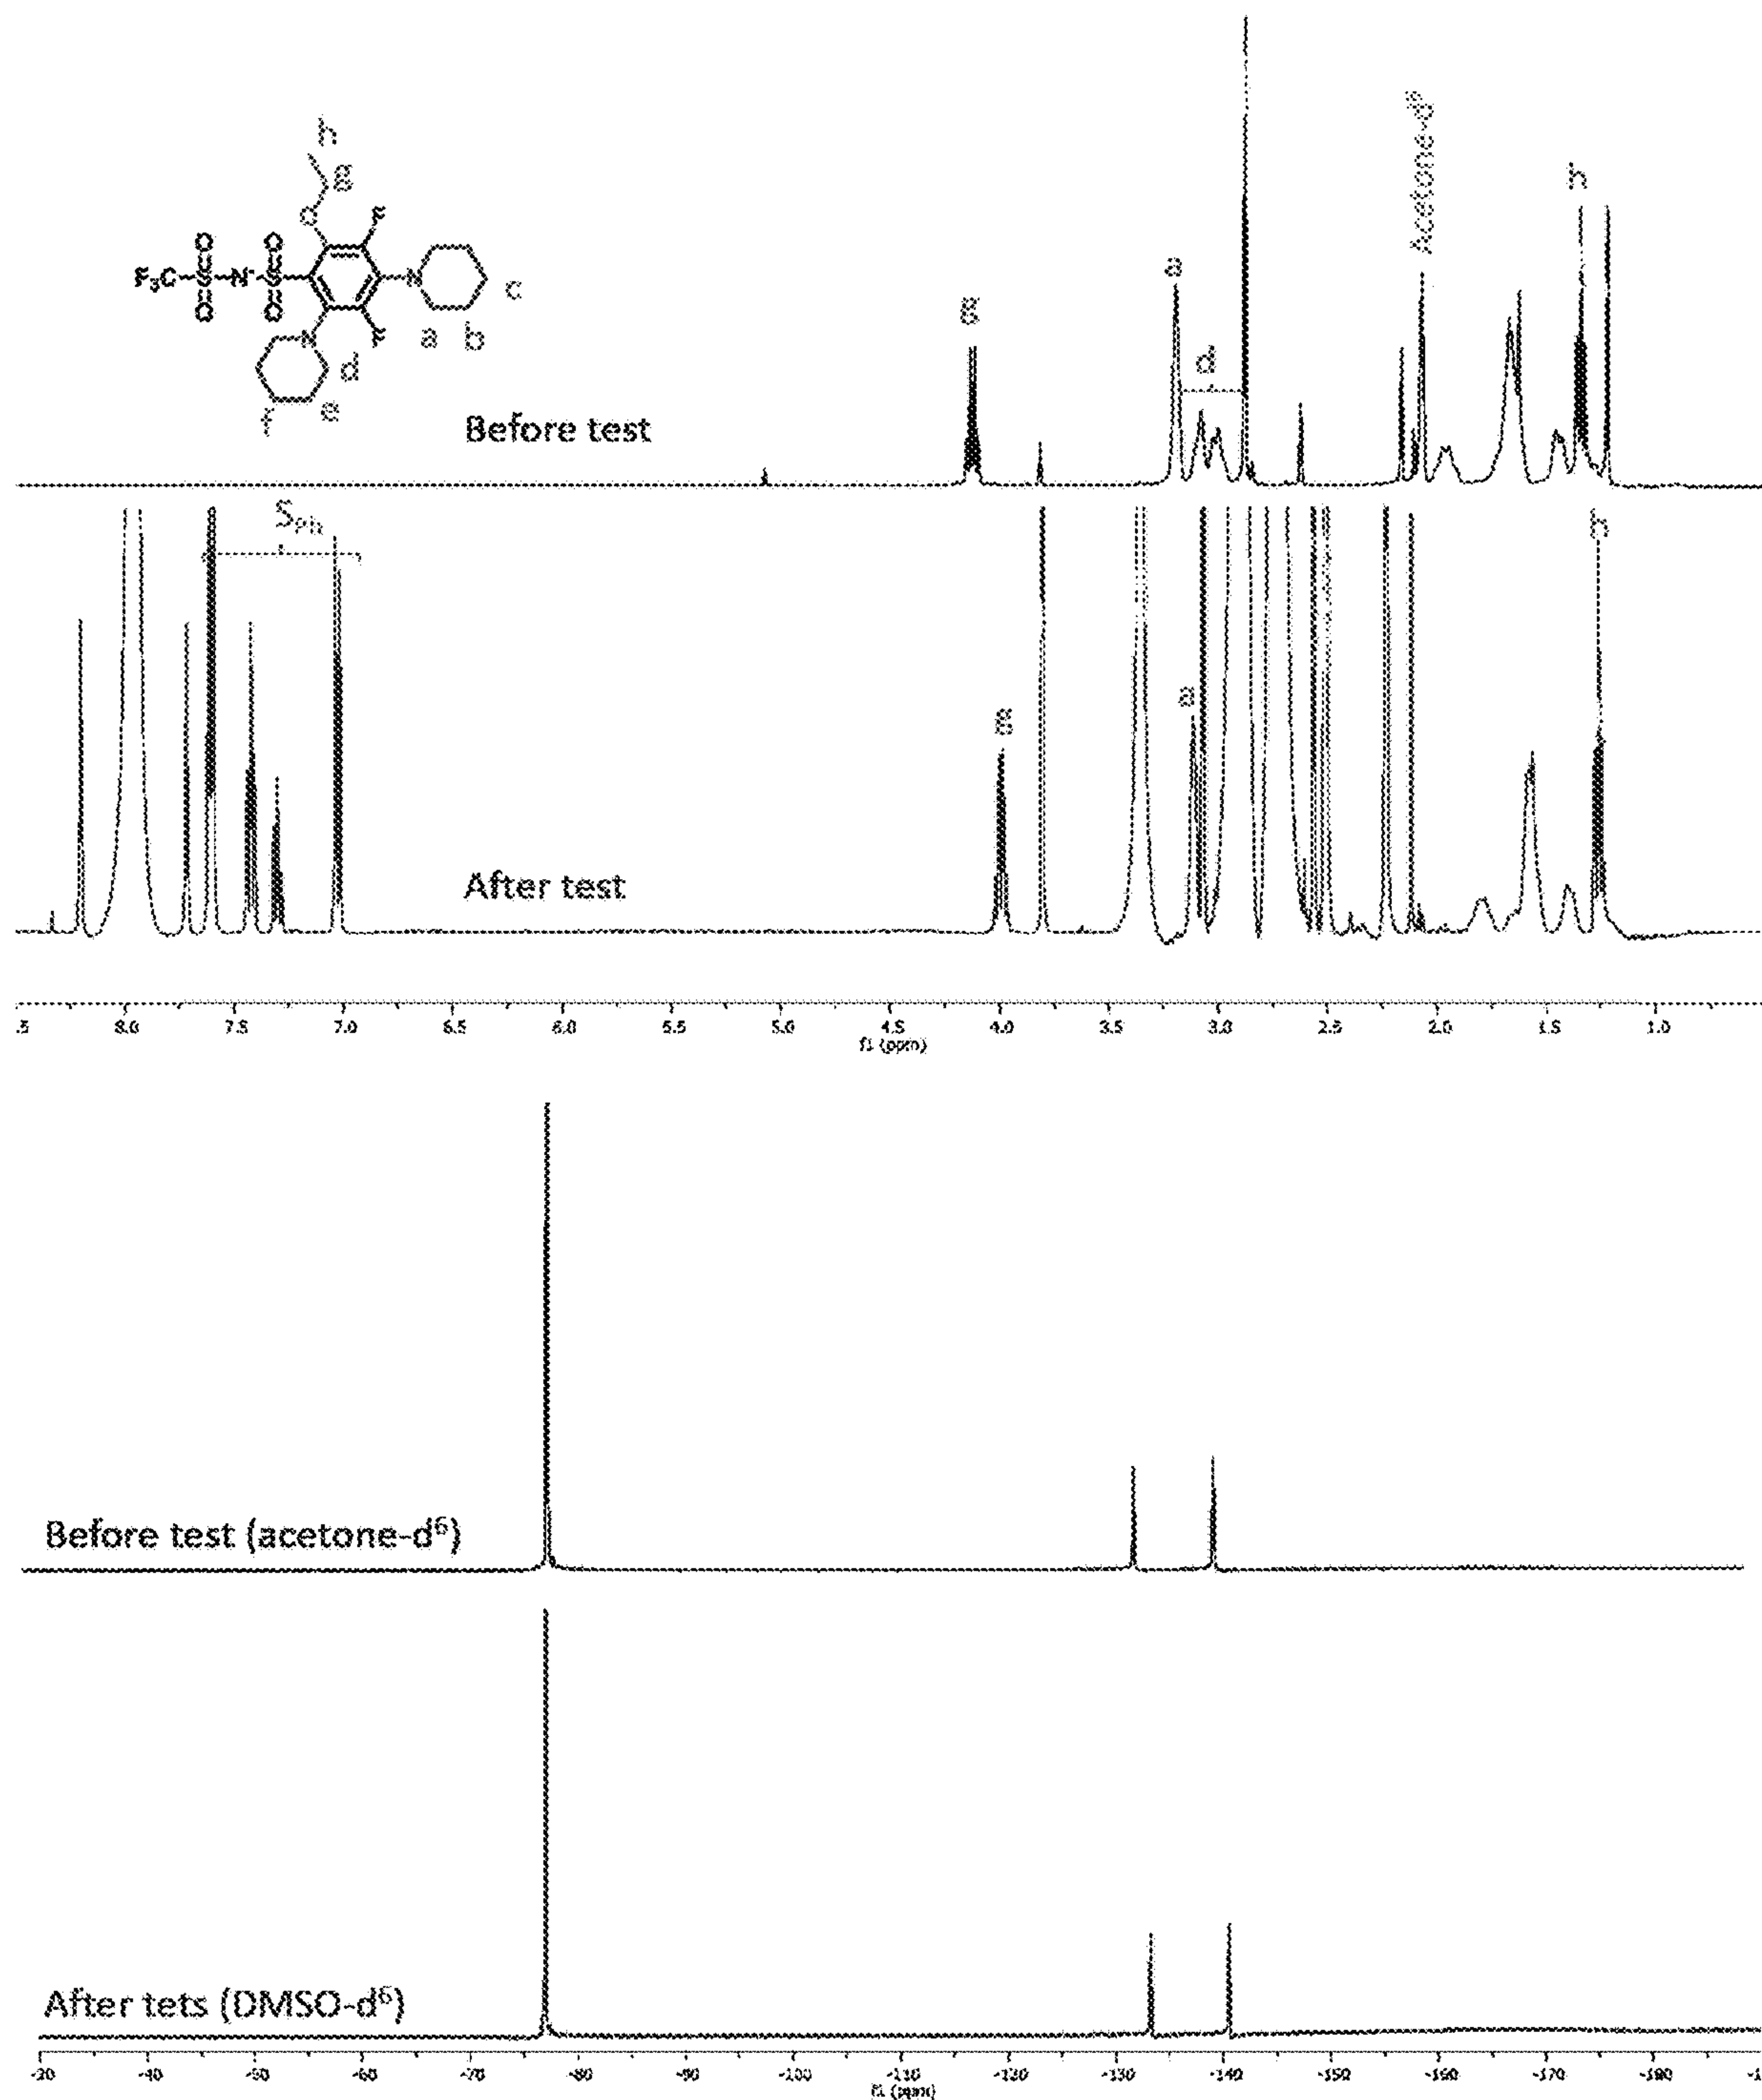 h
g
O
F
O
O
F₃C
S
N⁻
S
N
c
O
O
N
F
a
b
d
e
f
Before test
g
a
d
Acetone-d⁶
h
S_Ph
g
a
h
After test
.5 8.0 7.5 7.0 6.5 6.0 5.5 5.0 4.5 4.0 3.5 3.0 2.5 2.0 1.5 1.0
f1 (ppm)
Before test (acetone-d⁶)
After tets (DMSO-d⁶)
-20 -30 -40 -50 -60 -70 -80 -90 -100 -110 -120 -130 -140 -150 -160 -170 -180
f1 (ppm)